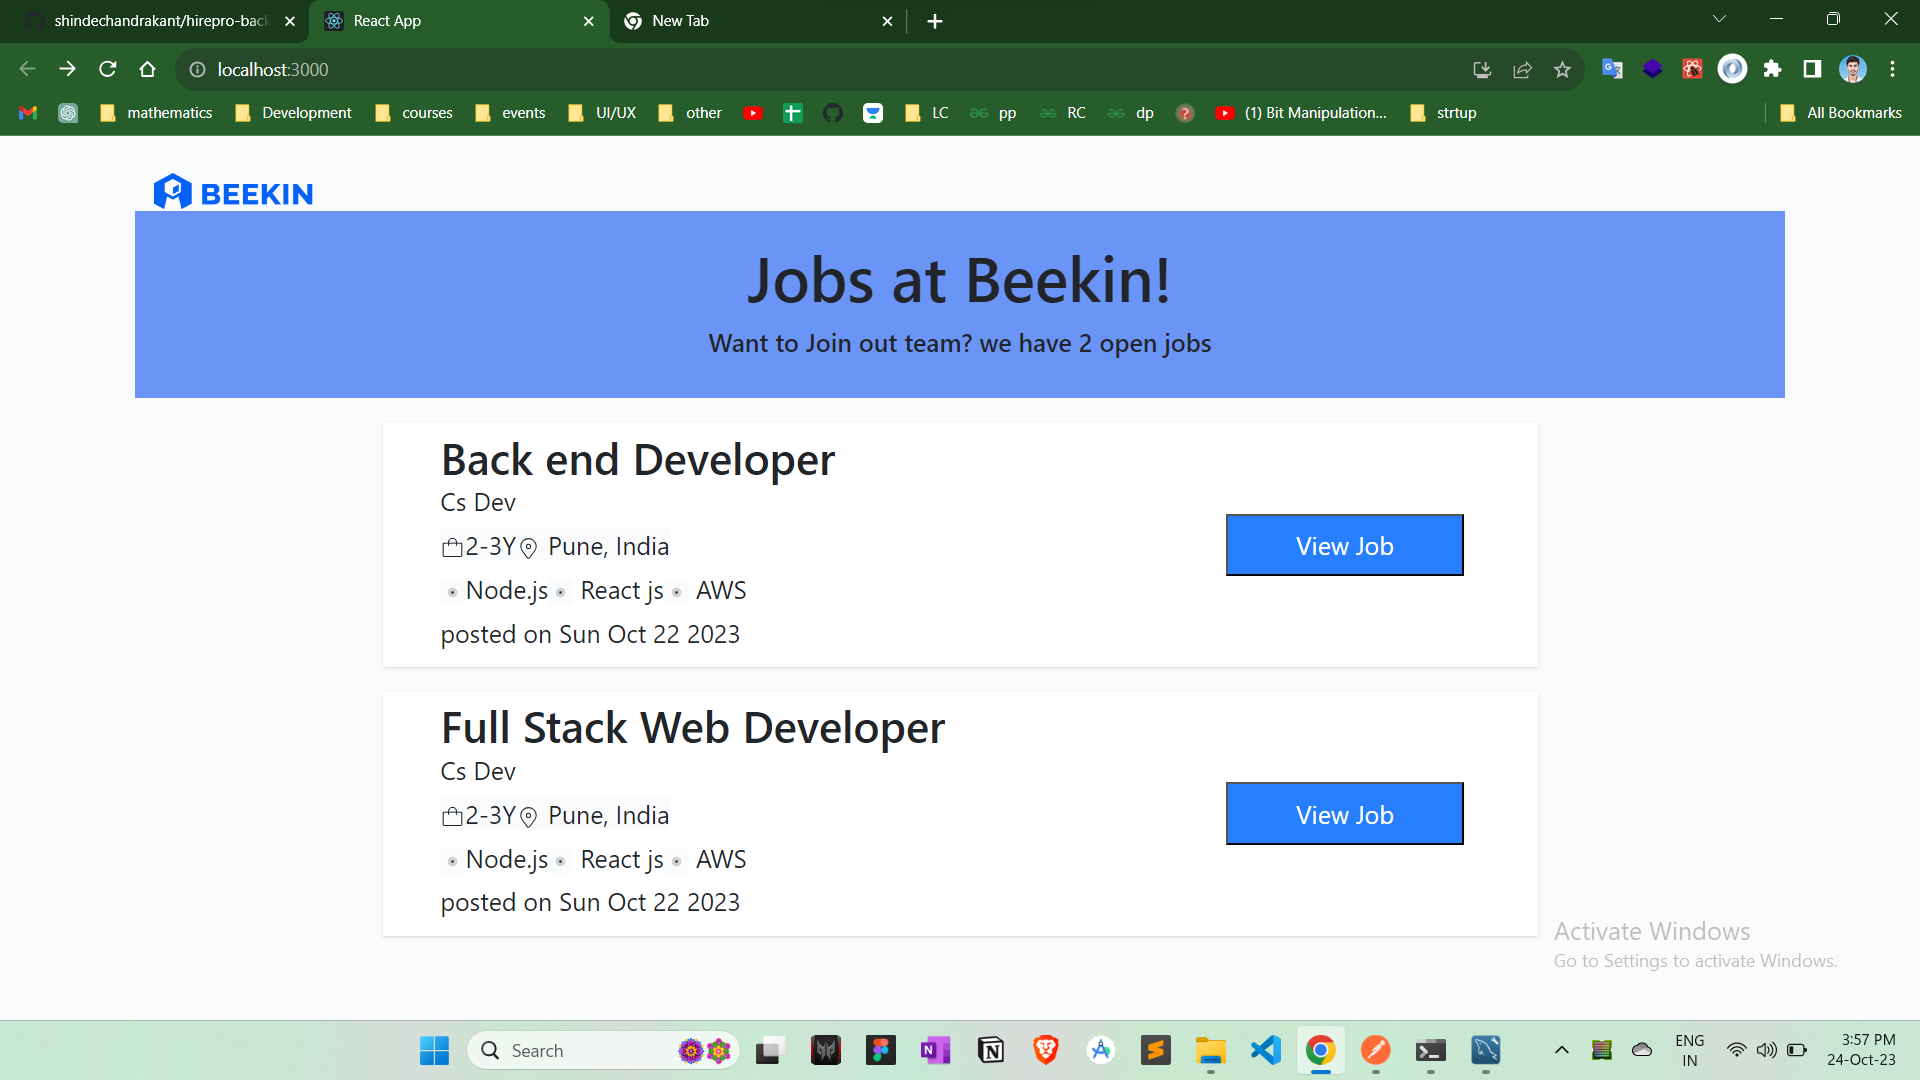 shindechandrakant/hirepro-back
React App
New Tab
localhost:3000
mathematics
Development
courses
events
UI/UX
other
LC
pp
RC
dp
(1) Bit Manipulation...
strtup
All Bookmarks
BEEKIN
Jobs at Beekin!
Want to Join out team? we have 2 open jobs
Back end Developer
Cs Dev
2-3Y Pune, India
Node.js React js AWS
posted on Sun Oct 22 2023
View Job
Full Stack Web Developer
Cs Dev
2-3Y Pune, India
Node.js React js AWS
posted on Sun Oct 22 2023
View Job
Activate Windows
Go to Settings to activate Windows.
Search
ENG
IN
3:57 PM
24-Oct-23